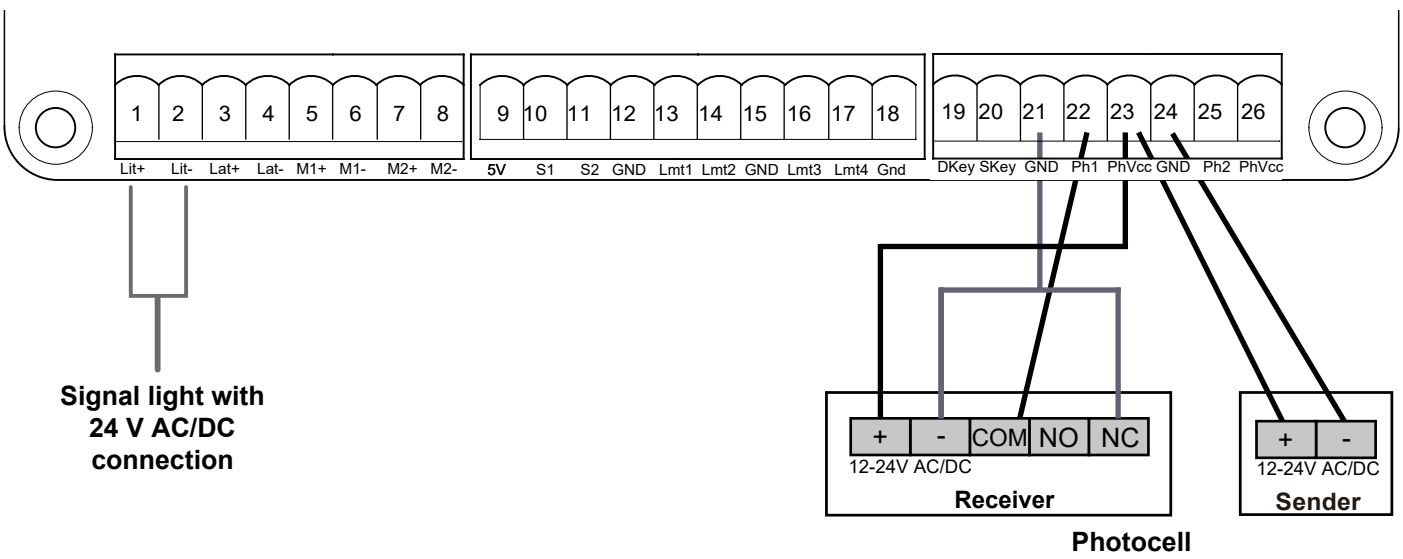 1 2 3 4 5 6 7 8 9 10 11 12 13 14 15 16 17 18 19 20 21 22 23 24 25 26
Lit+ Lit- Lat+ Lat- M1+ M1- M2+ M2- 5V S1 S2 GND Lmt1 Lmt2 GND Lmt3 Lmt4 Gnd DKey SKey GND Ph1 PhVcc GND Ph2 PhVcc
Signal light with
24 V AC/DC
connection
+ - COM NO NC
12-24V AC/DC
Receiver
+ -
12-24V AC/DC
Sender
Photocell